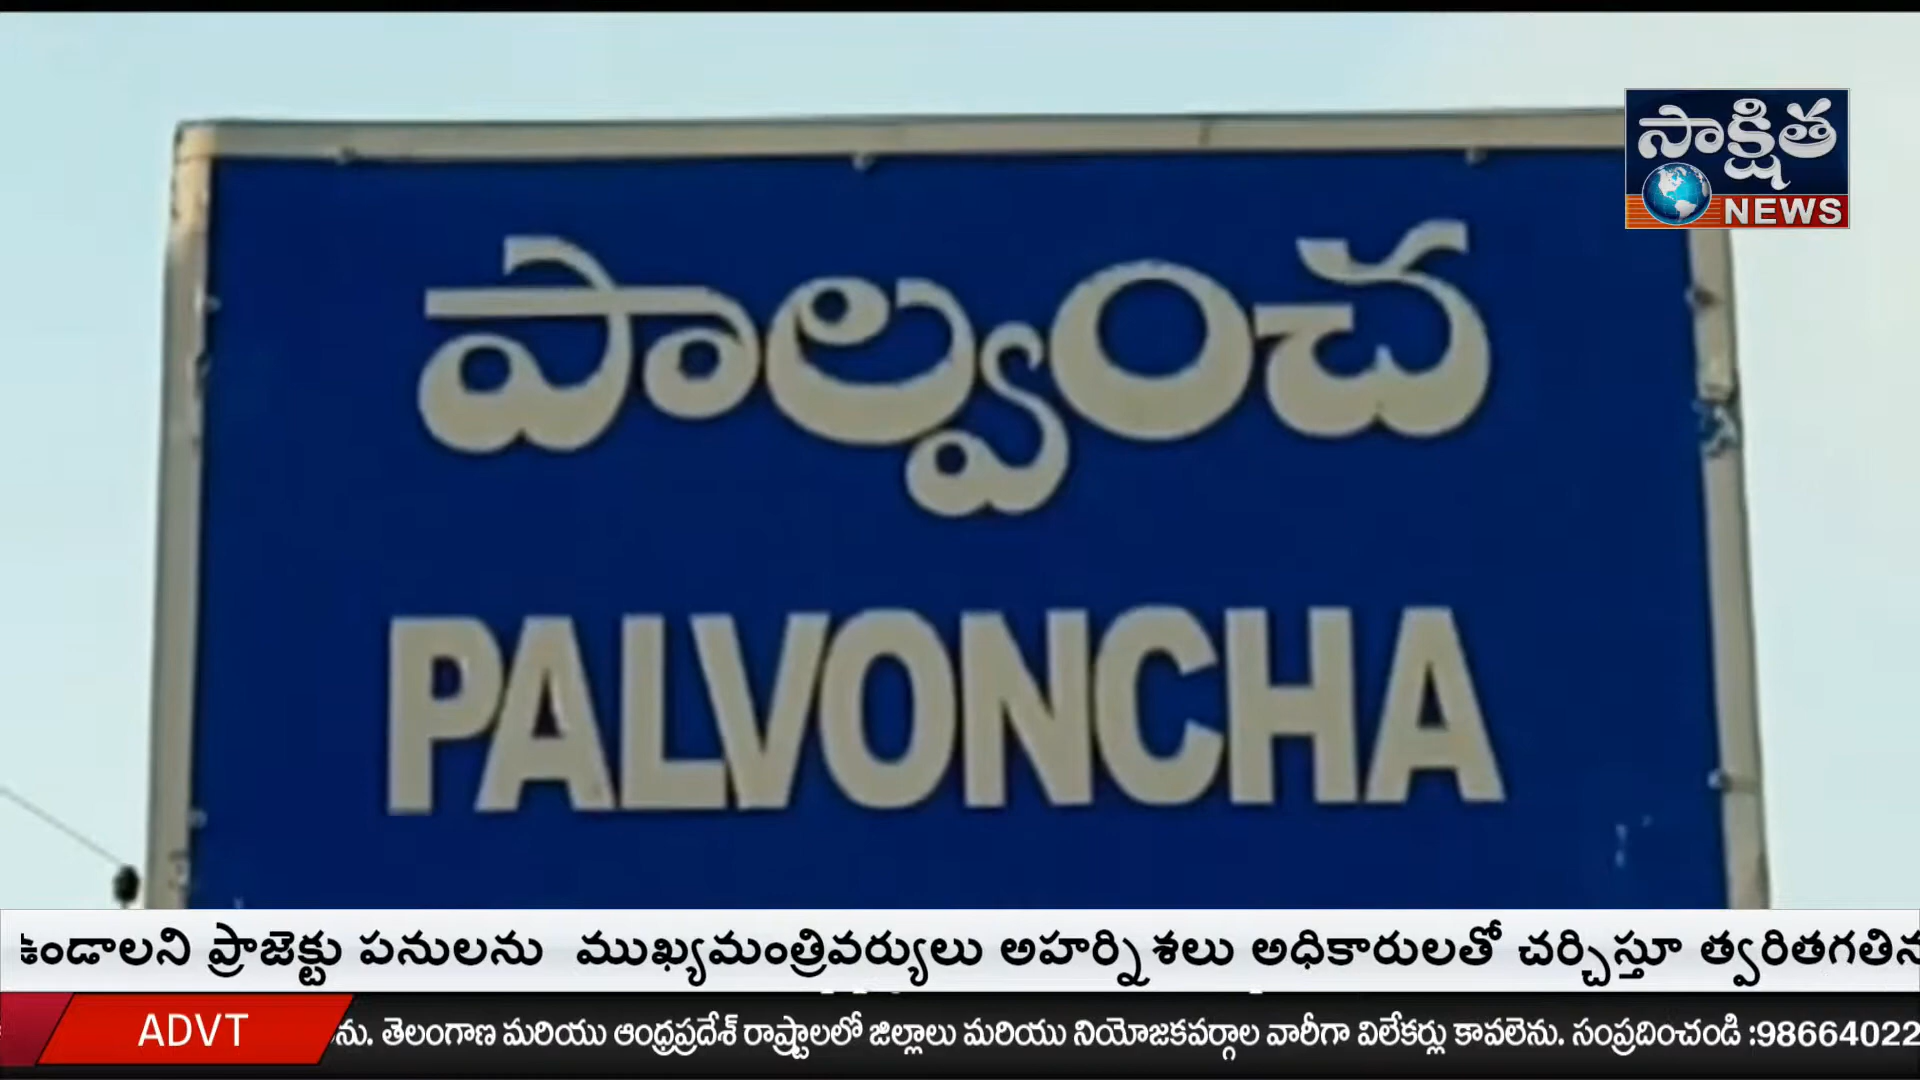 సాక్షిత
NEWS
పాల్వంచ
PALVONCHA
ఉండాలని ప్రాజెక్టు పనులను ముఖ్యమంత్రివర్యులు అహర్నిశలు అధికారులతో చర్చిస్తూ త్వరితగతిన
ADVT
ను. తెలంగాణ మరియు ఆంధ్రప్రదేశ్ రాష్ట్రాలలో జిల్లాలు మరియు నియోజకవర్గాల వారీగా విలేకర్లు కావలెను. సంప్రదించండి :98664022